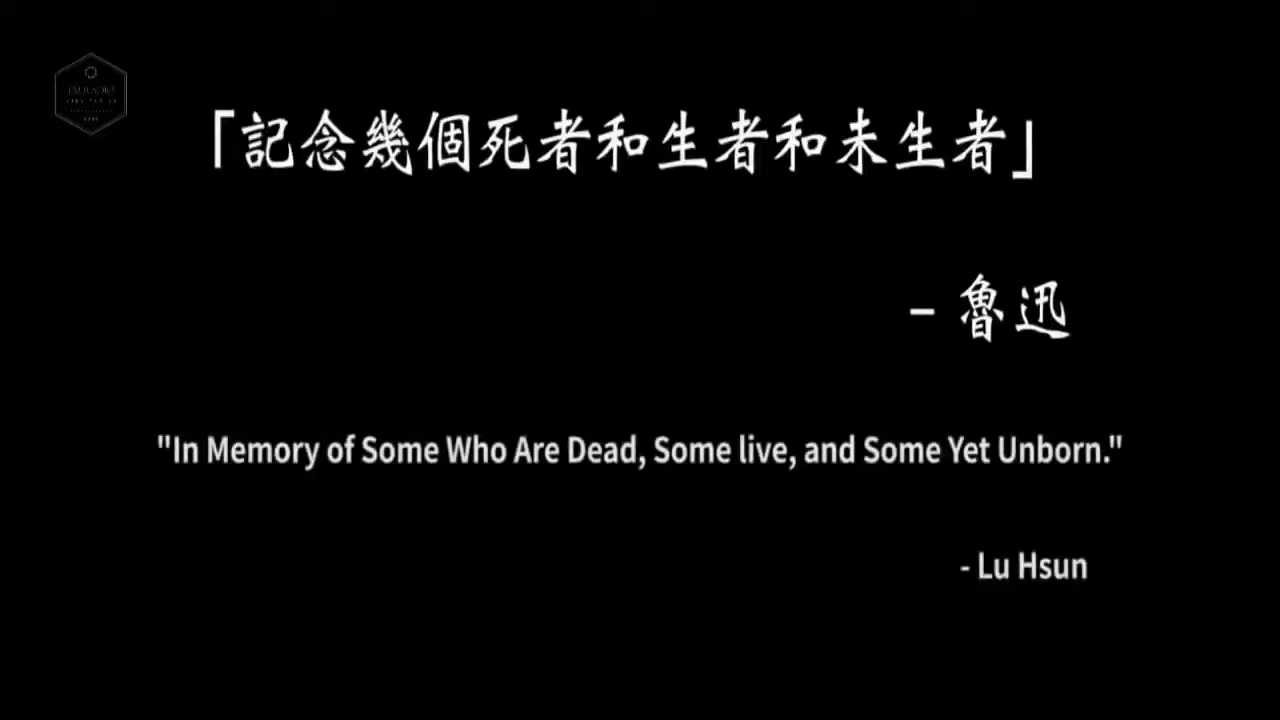 「記念幾個死者和生者和未生者」
– 魯迅
"In Memory of Some Who Are Dead, Some live, and Some Yet Unborn."
- Lu Hsun